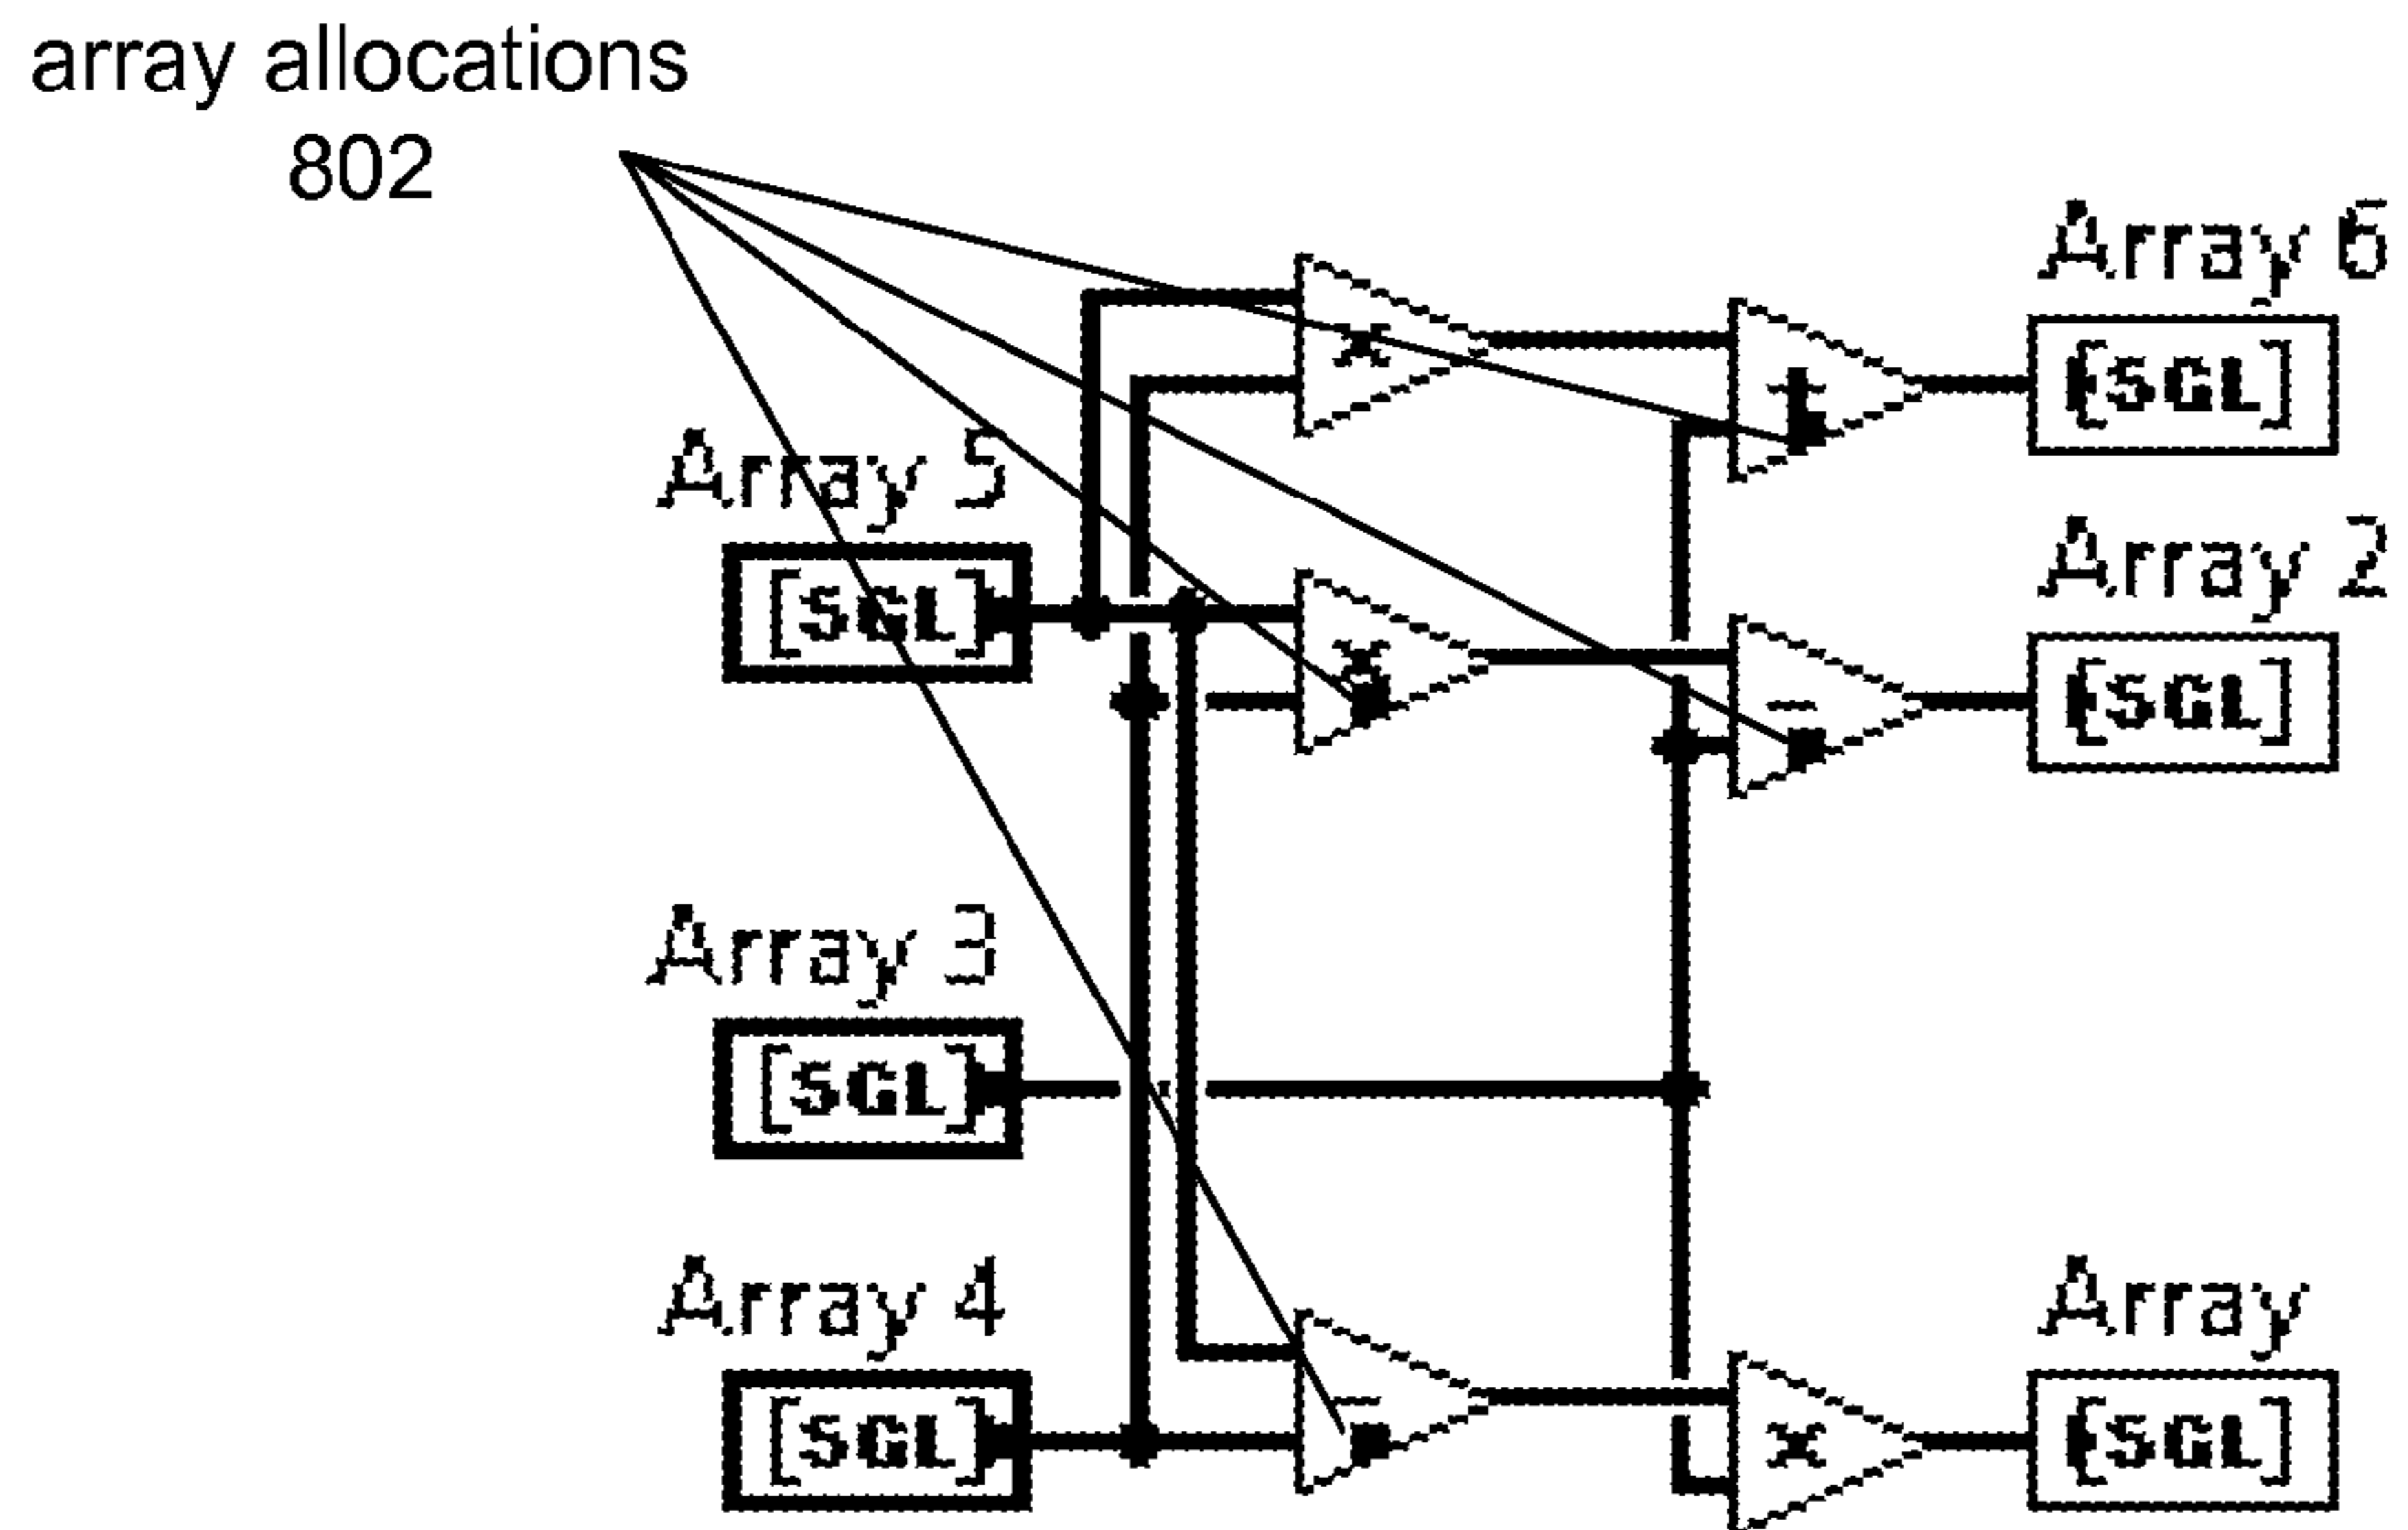 array allocations
802
Array 6
[SGL]
x
+
Array 5
[SGL]
Array 2
[SGL]
x
–
Array 3
[SGL]
Array 4
[SGL]
Array
[SGL]
–
x